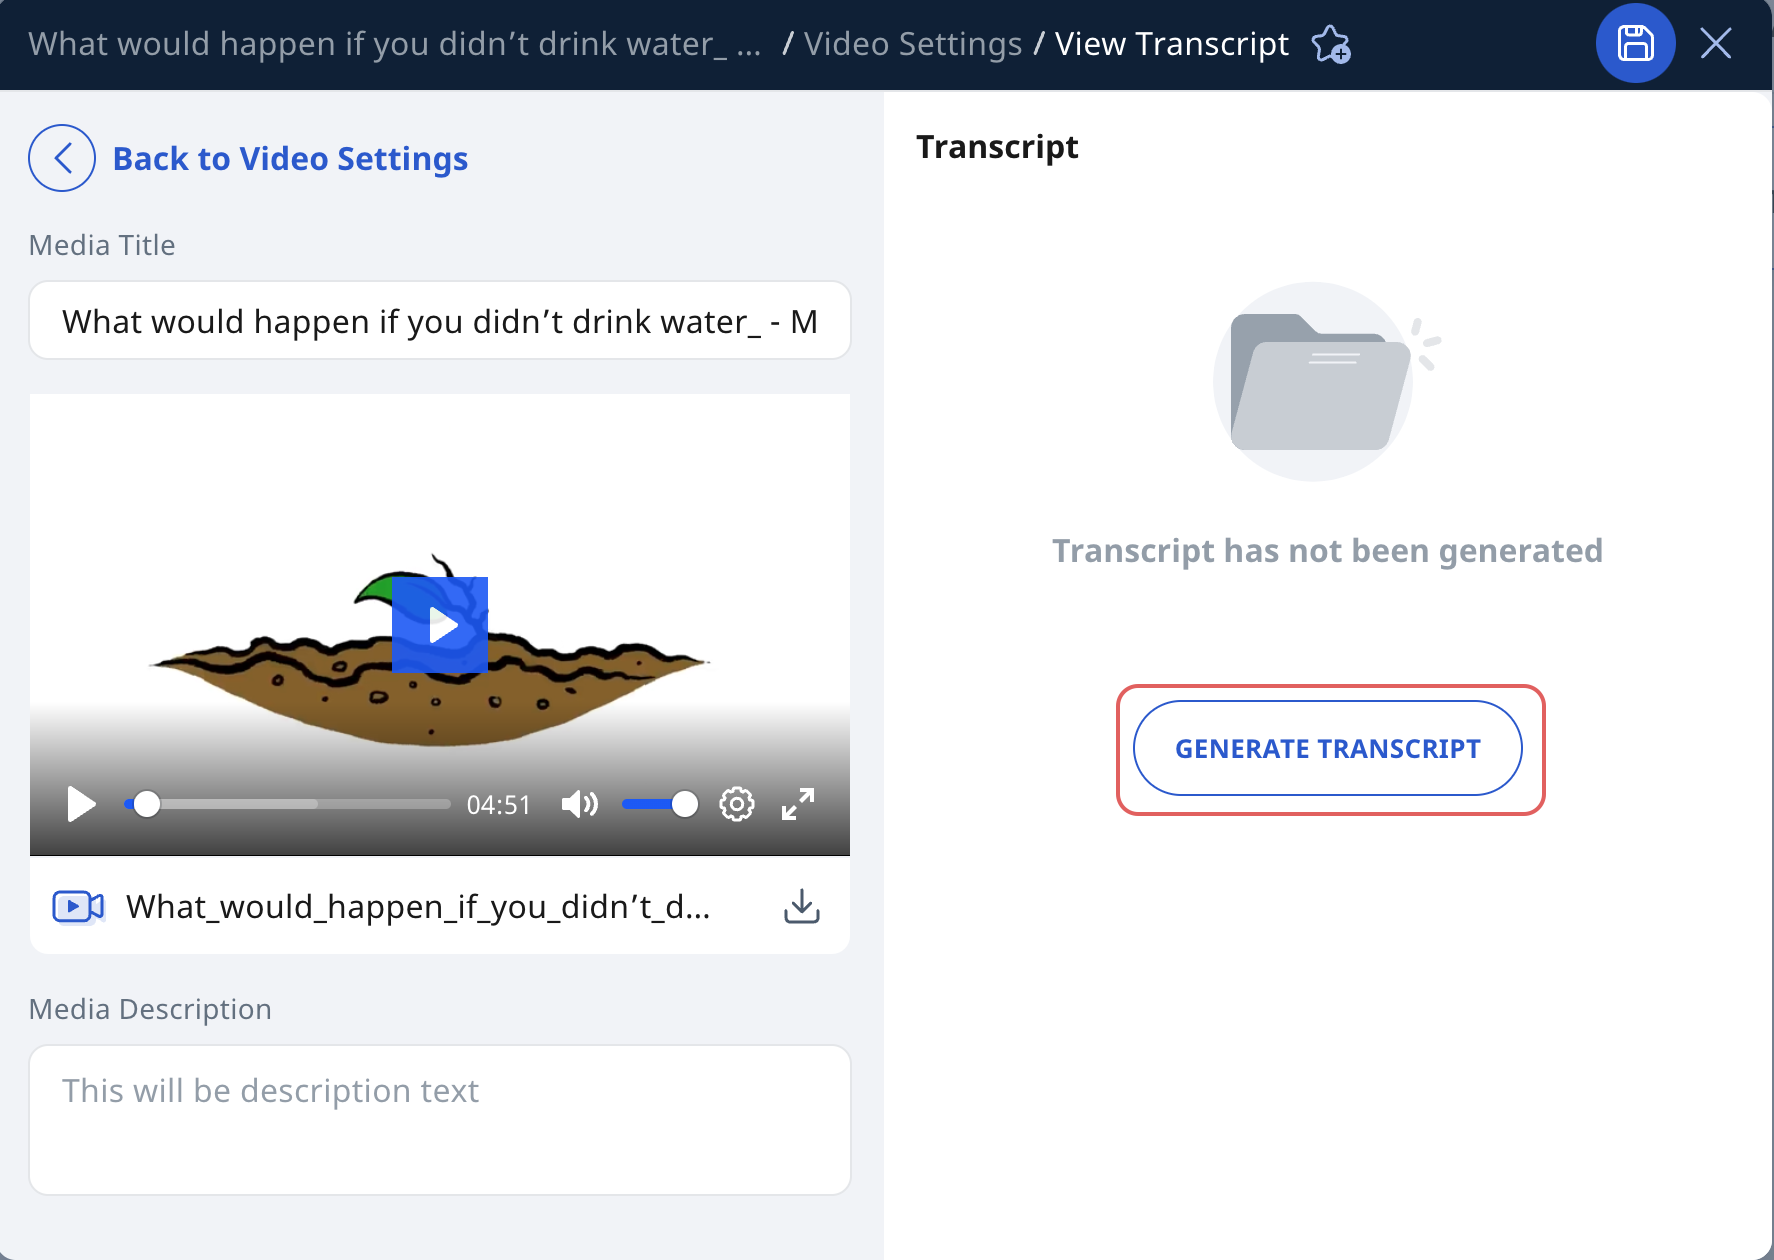 What would happen if you didn’t drink water_ ... / Video Settings / View Transcript
Back to Video Settings
Media Title
What would happen if you didn’t drink water_ - M
04:51
What_would_happen_if_you_didn’t_d...
Media Description
This will be description text
Transcript
Transcript has not been generated
GENERATE TRANSCRIPT